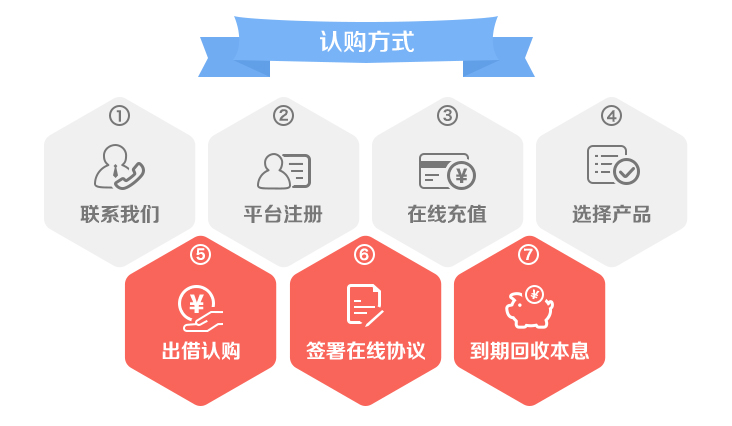 认购方式
①
联系我们
②
平台注册
③
¥
在线充值
④
选择产品
⑤
¥
出借认购
⑥
签署在线协议
⑦
¥
到期回收本息